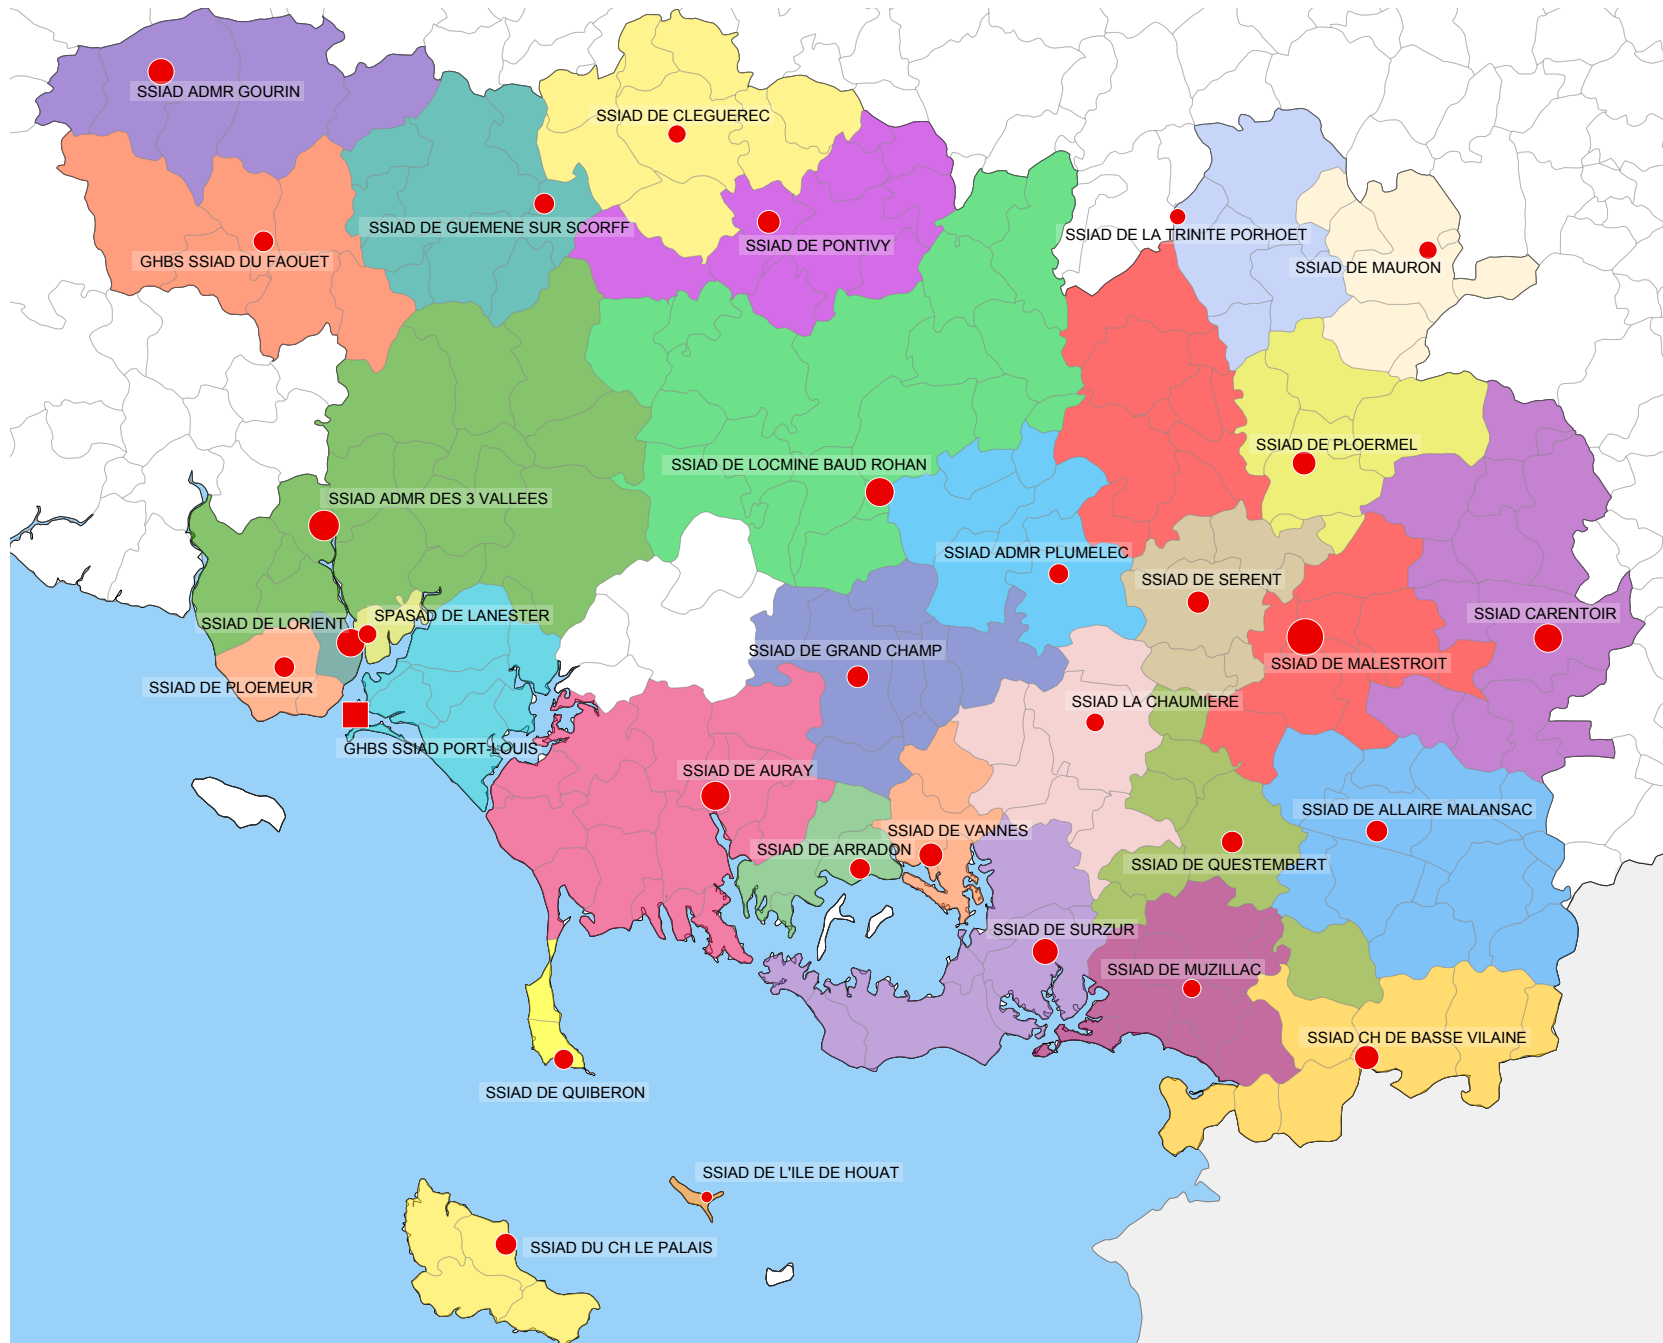 SSIAD ADMR GOURIN
SSIAD DE CLEGUEREC
SSIAD DE GUEMENE SUR SCORFF
SSIAD DE LA TRINITE PORHOET
SSIAD DE PONTIVY
GHBS SSIAD DU FAOUET
SSIAD DE MAURON
SSIAD DE PLOERMEL
SSIAD DE LOCMINE BAUD ROHAN
SSIAD ADMR DES 3 VALLEES
SSIAD ADMR PLUMELEC
SSIAD DE SERENT
SSIAD CARENTOIR
SPASAD DE LANESTER
SSIAD DE LORIENT
SSIAD DE GRAND CHAMP
SSIAD DE MALESTROIT
SSIAD DE PLOEMEUR
SSIAD LA CHAUMIERE
GHBS SSIAD PORT-LOUIS
SSIAD DE AURAY
SSIAD DE ALLAIRE MALANSAC
SSIAD DE VANNES
SSIAD DE ARRADON
SSIAD DE QUESTEMBERT
SSIAD DE SURZUR
SSIAD DE MUZILLAC
SSIAD CH DE BASSE VILAINE
SSIAD DE QUIBERON
SSIAD DE L'ILE DE HOUAT
SSIAD DU CH LE PALAIS